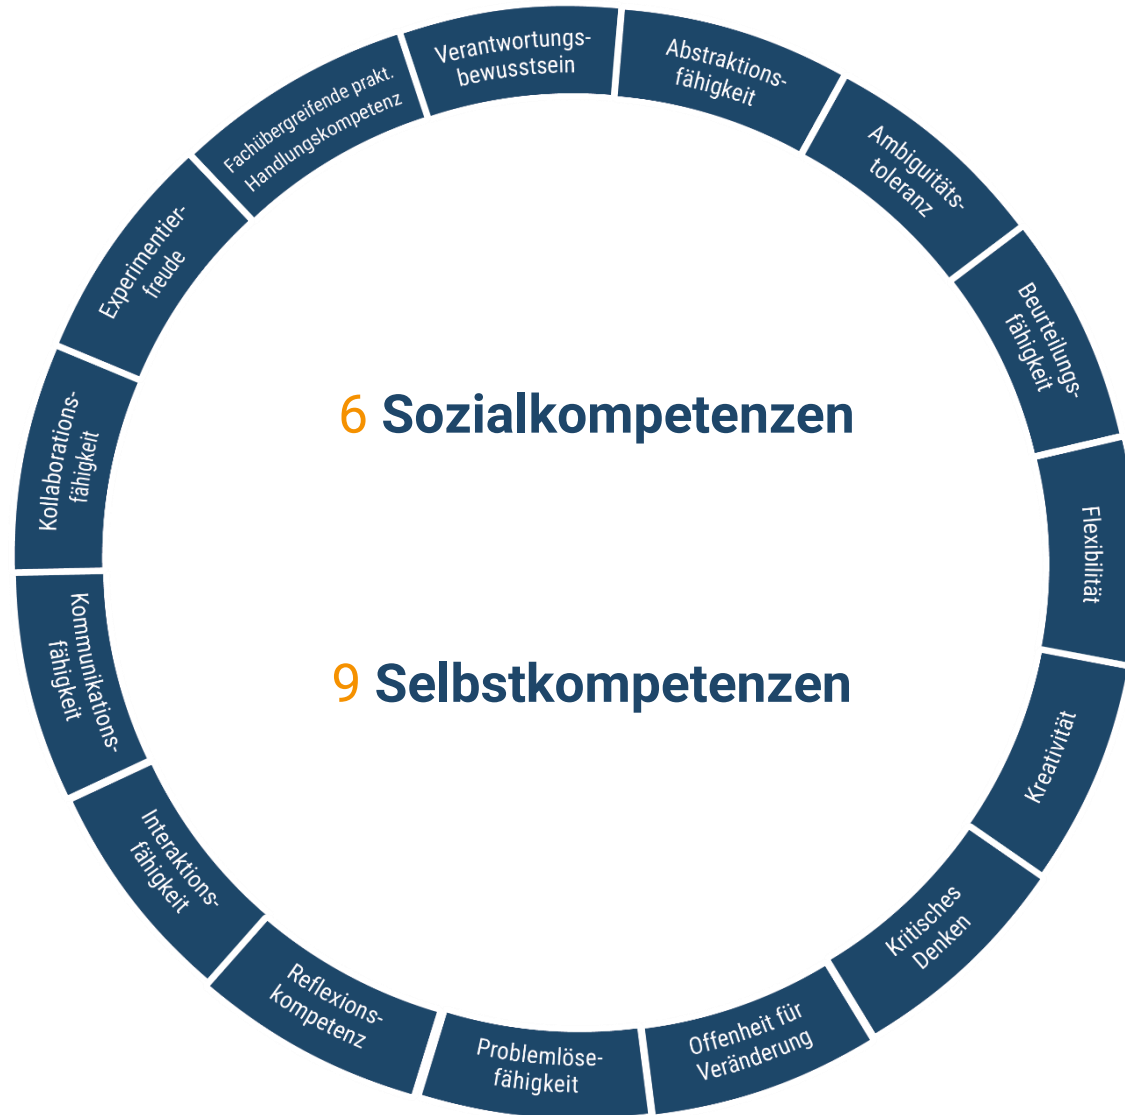 Verantwortungs-
bewusstsein
Abstraktions-
fähigkeit
Ambiguitäts-
toleranz
Beurteilungs-
fähigkeit
Flexibilität
Kreativität
Kritisches
Denken
Offenheit für
Veränderung
Problemlöse-
fähigkeit
Reflexions-
kompetenz
Interaktions-
fähigkeit
Kommunikations-
fähigkeit
Kollaborations-
fähigkeit
Experimentier-
freude
Fachübergreifende prakt.
Handlungskompetenz
6 Sozialkompetenzen
9 Selbstkompetenzen